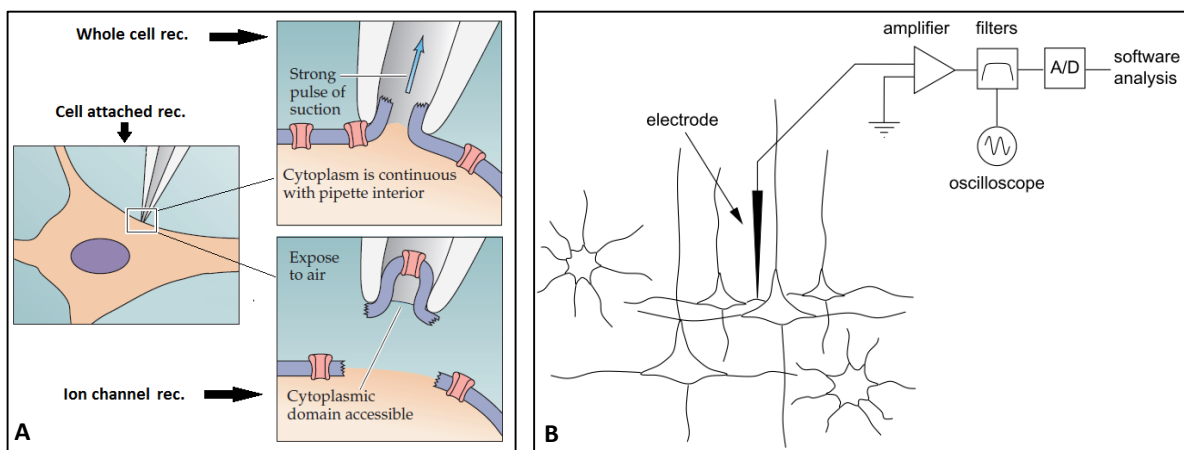 Whole cell rec.
Strong
pulse of
suction
Cell attached rec.
Cytoplasm is continuous
with pipette interior
Expose
to air
Ion channel rec.
Cytoplasmic
domain accessible
A
amplifier
filters
A/D
software
analysis
electrode
oscilloscope
B